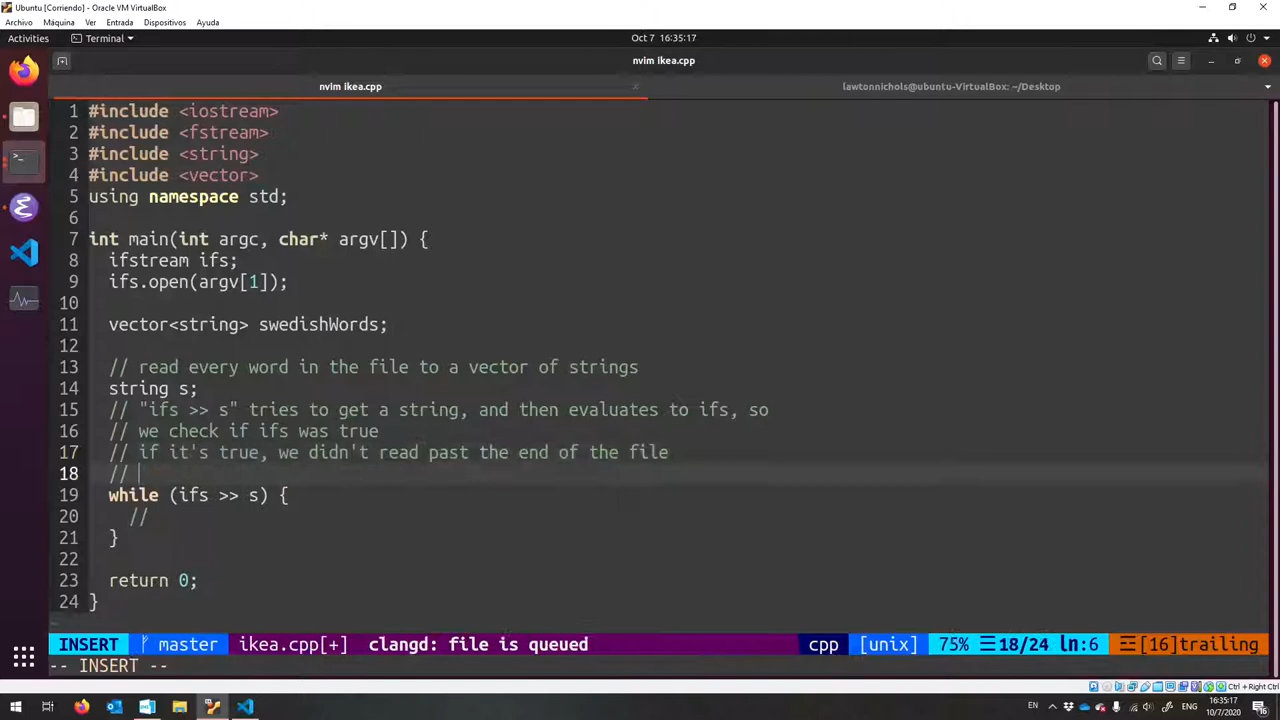 Ubuntu [Corriendo] - Oracle VM VirtualBox
Archivo Máquina Ver Entrada Dispositivos Ayuda
Activities Terminal Oct 7 16:35:17
nvim ikea.cpp
nvim ikea.cpp lawtonnichols@ubuntu-VirtualBox: ~/Desktop
1 #include <iostream>
2 #include <fstream>
3 #include <string>
4 #include <vector>
5 using namespace std;
6
7 int main(int argc, char* argv[]) {
8 ifstream ifs;
9 ifs.open(argv[1]);
10
11 vector<string> swedishWords;
12
13 // read every word in the file to a vector of strings
14 string s;
15 // "ifs >> s" tries to get a string, and then evaluates to ifs, so
16 // we check if ifs was true
17 // if it's true, we didn't read past the end of the file
18 //
19 while (ifs >> s) {
20 //
21 }
22
23 return 0;
24 }
INSERT master ikea.cpp[+] clangd: file is queued cpp [unix] 75% ☰18/24 ln:6 Ξ[16]trailing
-- INSERT --
Ctrl + Right Ctrl
EN ENG 16:35:17
10/7/2020 16